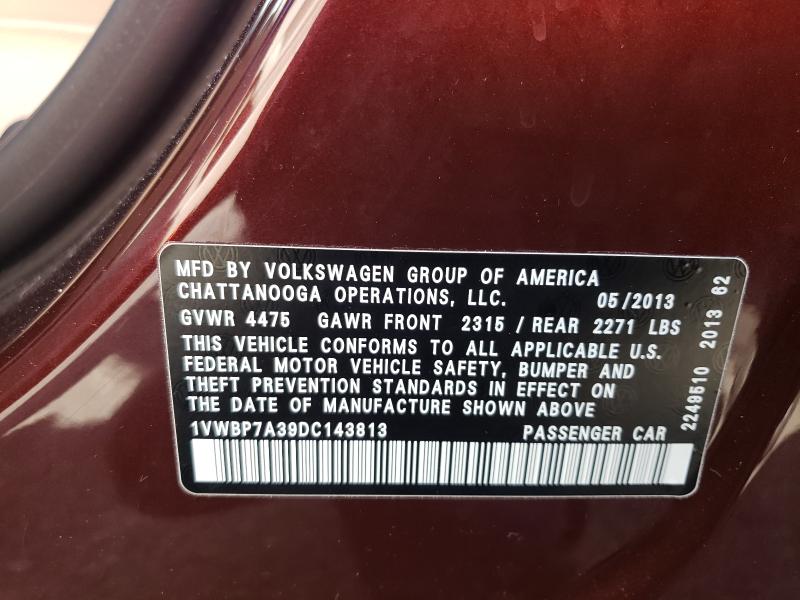 MFD BY VOLKSWAGEN GROUP OF AMERICA
CHATTANOOGA OPERATIONS, LLC. 05/2013
GVWR 4475 GAWR FRONT 2315 / REAR 2271 LBS
THIS VEHICLE CONFORMS TO ALL APPLICABLE U.S.
FEDERAL MOTOR VEHICLE SAFETY, BUMPER AND
THEFT PREVENTION STANDARDS IN EFFECT ON
THE DATE OF MANUFACTURE SHOWN ABOVE
1VWBP7A39DC143813 PASSENGER CAR
2249510 2013 62